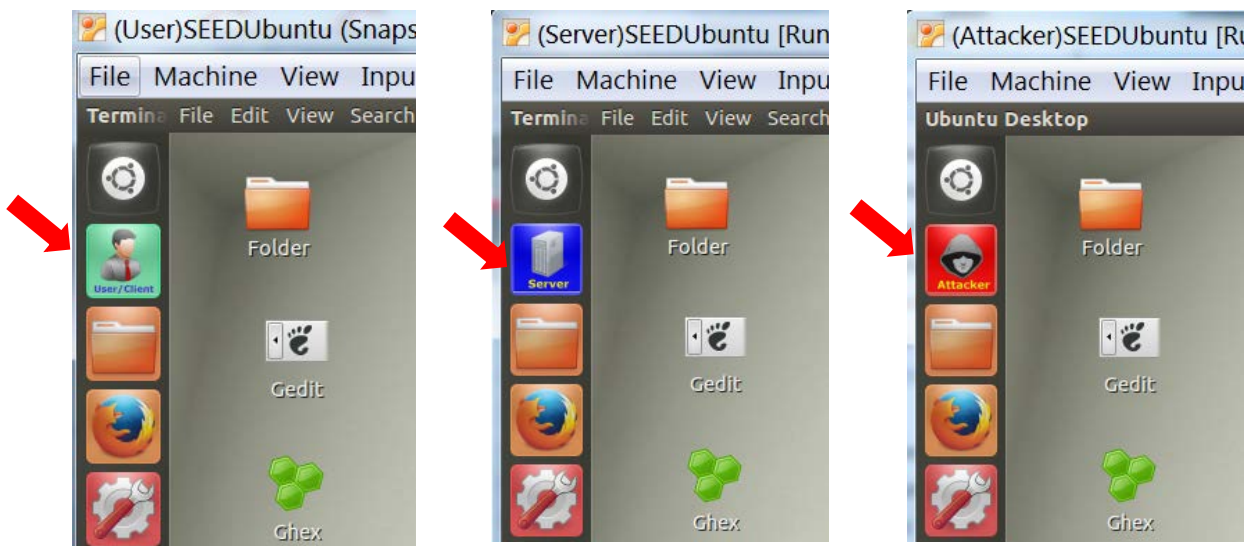 (User)SEEDUbuntu (Snaps
File Machine View Inpu
Termina File Edit View Search
Folder
User/Client
Gedit
Ghex
(Server)SEEDUbuntu [Run
File Machine View Inpu
Termina File Edit View Search
Folder
Server
Gedit
Ghex
(Attacker)SEEDUbuntu [Ru
File Machine View Inpu
Ubuntu Desktop
Folder
Attacker
Gedit
Ghex